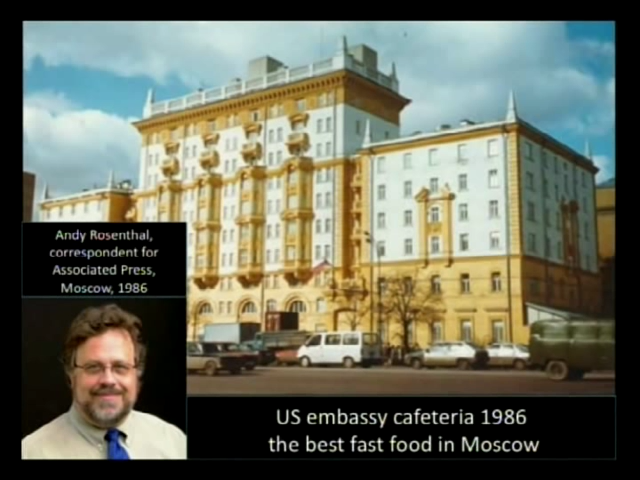 Andy Rosenthal,
correspondent for
Associated Press,
Moscow, 1986
US embassy cafeteria 1986
the best fast food in Moscow